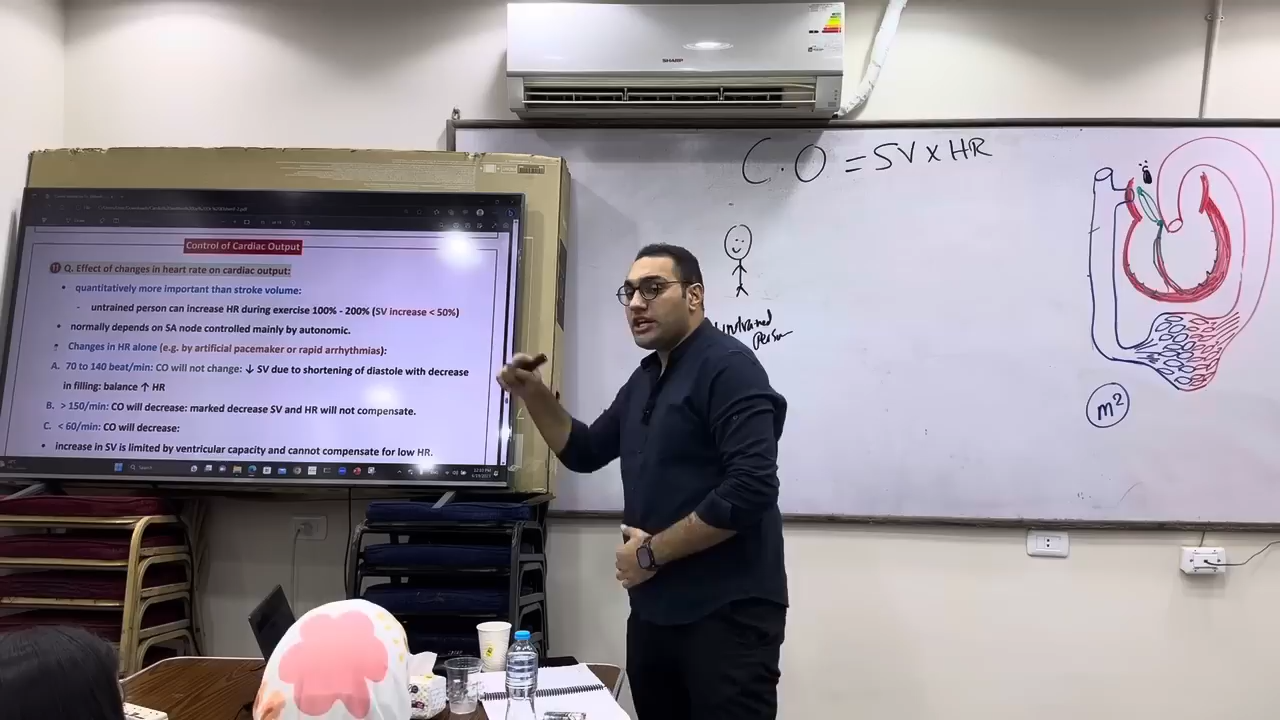 SHARP
C.O = SV x HR
untrained
person
m²
Control of Cardiac Output
Q. Effect of changes in heart rate on cardiac output:
• quantitatively more important than stroke volume:
- untrained person can increase HR during exercise 100% - 200% (SV increase < 50%)
• normally depends on SA node controlled mainly by autonomic.
Changes in HR alone (e.g. by artificial pacemaker or rapid arrhythmias):
A. 70 to 140 beat/min: CO will not change: ↓ SV due to shortening of diastole with decrease
in filling: balance ↑ HR
B. > 150/min: CO will decrease: marked decrease SV and HR will not compensate.
C. < 60/min: CO will decrease:
• increase in SV is limited by ventricular capacity and cannot compensate for low HR.
Search